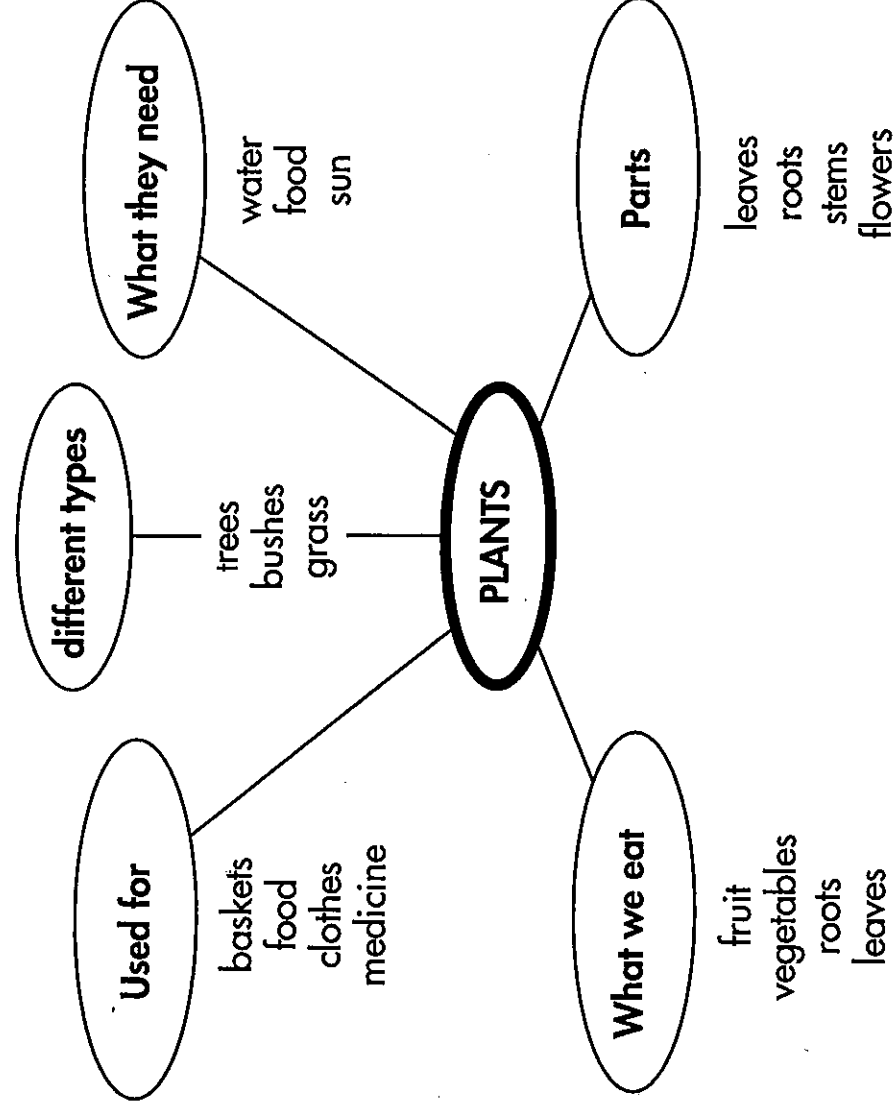 Used for
baskets
food
clothes
medicine
different types
trees
bushes
grass
What they need
water
food
sun
PLANTS
What we eat
fruit
vegetables
roots
leaves
Parts
leaves
roots
stems
flowers